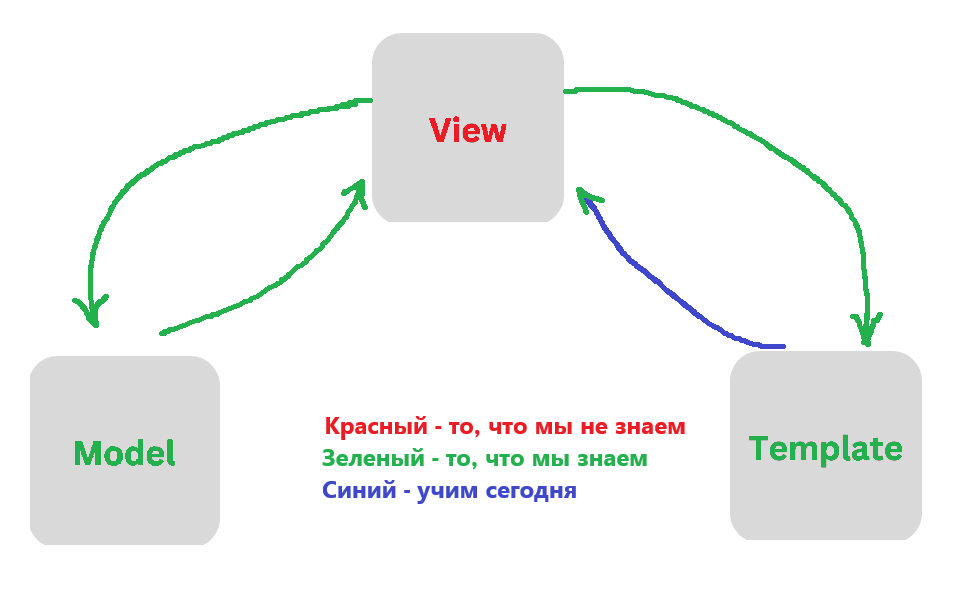 View
Model
Template
Красный - то, что мы не знаем
Зеленый - то, что мы знаем
Синий - учим сегодня